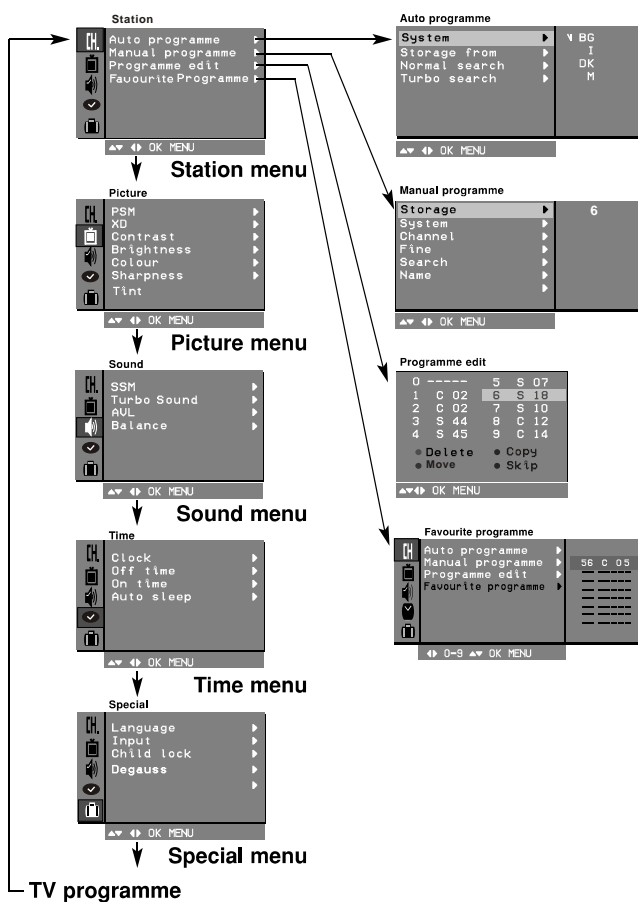 Station
CH.
Auto programme
Manual programme
Programme edit
Favourite Programme
OK MENU
Station menu
Picture
CH.
PSM
XD
Contrast
Brightness
Colour
Sharpness
Tint
OK MENU
Picture menu
Sound
CH.
SSM
Turbo Sound
AVL
Balance
OK MENU
Sound menu
Time
CH.
Clock
Off time
On time
Auto sleep
OK MENU
Time menu
Special
CH.
Language
Input
Child lock
Degauss
OK MENU
Special menu
TV programme
Auto programme
System BG
Storage from I
Normal search DK
Turbo search M
OK MENU
Manual programme
Storage 6
System
Channel
Fine
Search
Name
OK MENU
Programme edit
0 ----- 5 S 07
1 C 02 6 S 18
2 C 02 7 S 10
3 S 44 8 C 12
4 S 45 9 C 14
Delete Copy
Move Skip
OK MENU
Favourite programme
CH
Auto programme
Manual programme 56 C 05
Programme edit
Favourite programme
0-9 OK MENU